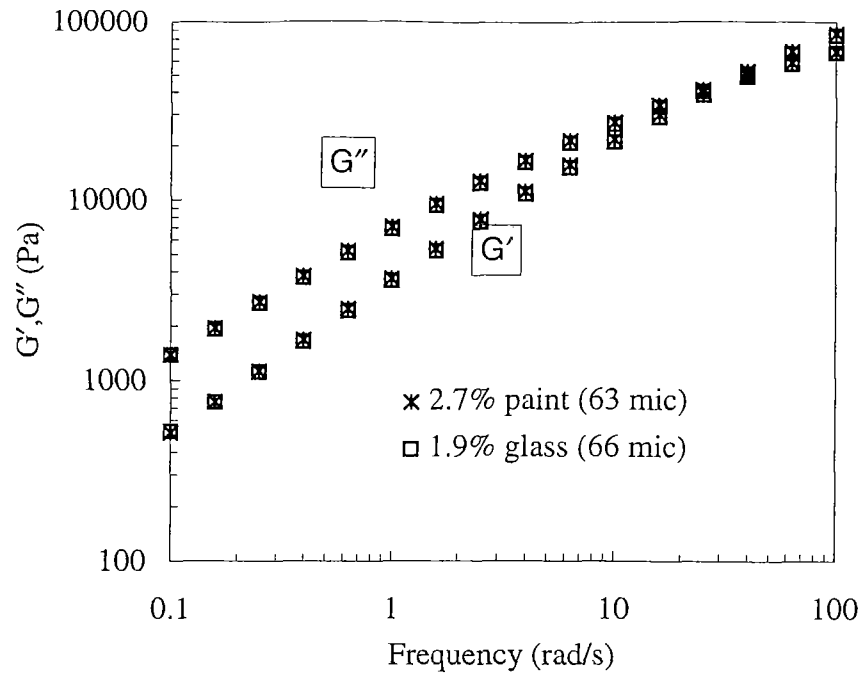 100000
10000
1000
100
G′,G″ (Pa)
G″
G′
2.7% paint (63 mic)
1.9% glass (66 mic)
0.1 1 10 100
Frequency (rad/s)